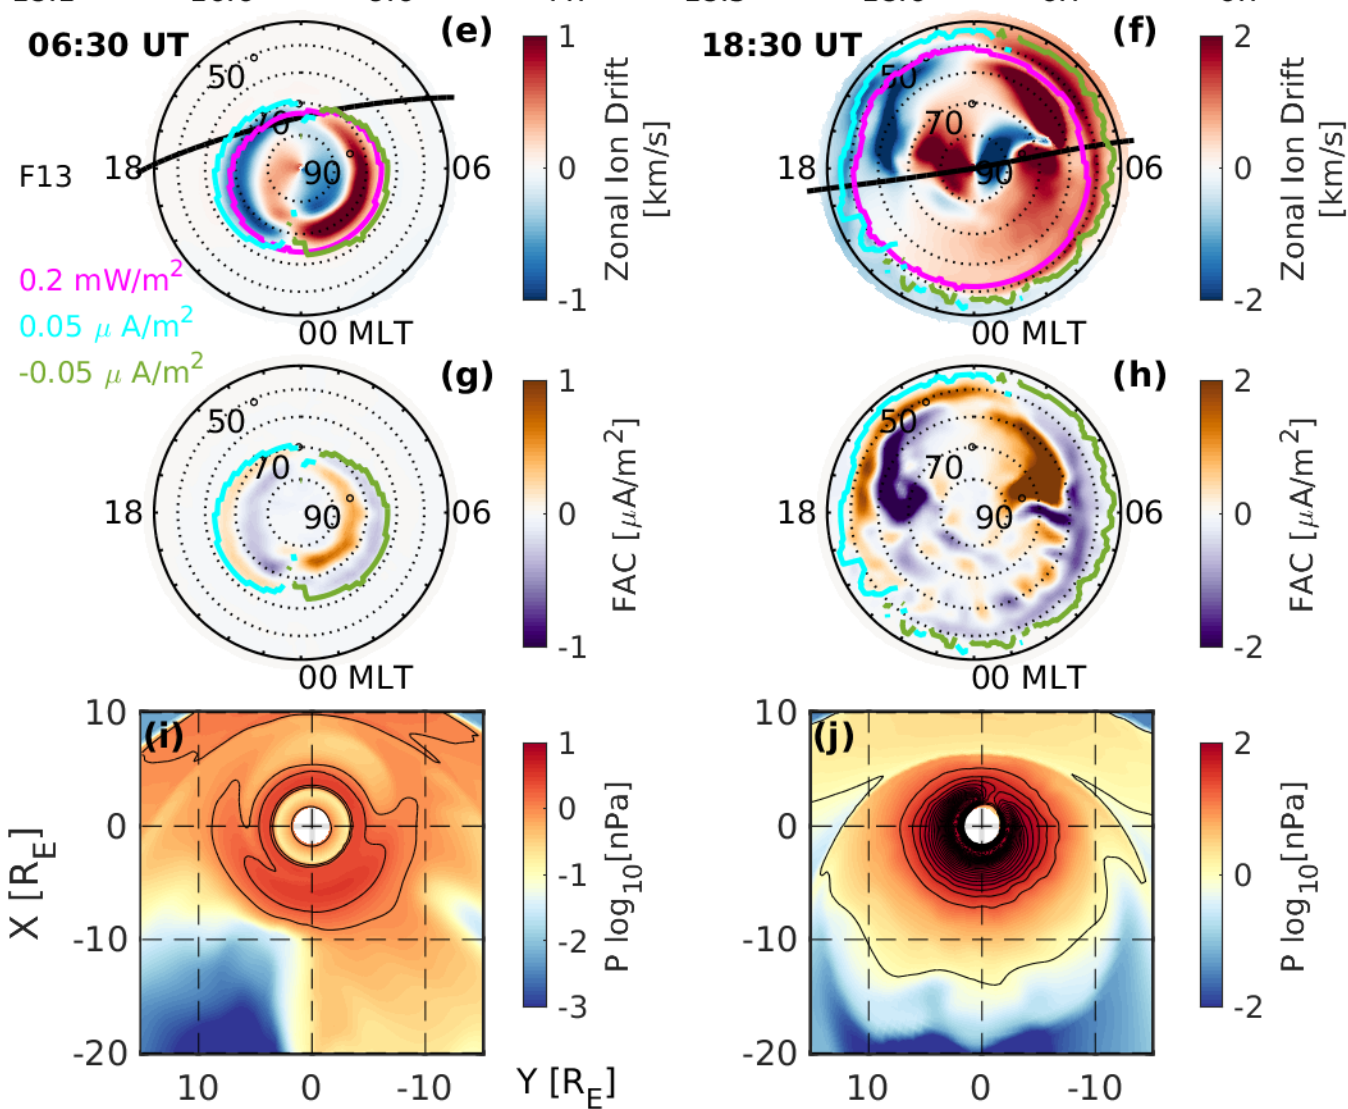 06:30 UT
(e)
50
70
90
18
06
F13
00 MLT
1
0
-1
Zonal Ion Drift
[km/s]
0.2 mW/m²
0.05 μ A/m²
-0.05 μ A/m²
18:30 UT
(f)
50
70
90
18
06
00 MLT
2
0
-2
Zonal Ion Drift
[km/s]
(g)
50
70
90
18
06
00 MLT
1
0
-1
FAC [μA/m²]
(h)
50
70
90
18
06
00 MLT
2
0
-2
FAC [μA/m²]
(i)
10
0
-10
-20
X [R_E]
10
0
-10
Y [R_E]
1
0
-1
-2
-3
P log₁₀[nPa]
(j)
10
0
-10
-20
10
0
-10
2
0
-2
P log₁₀[nPa]